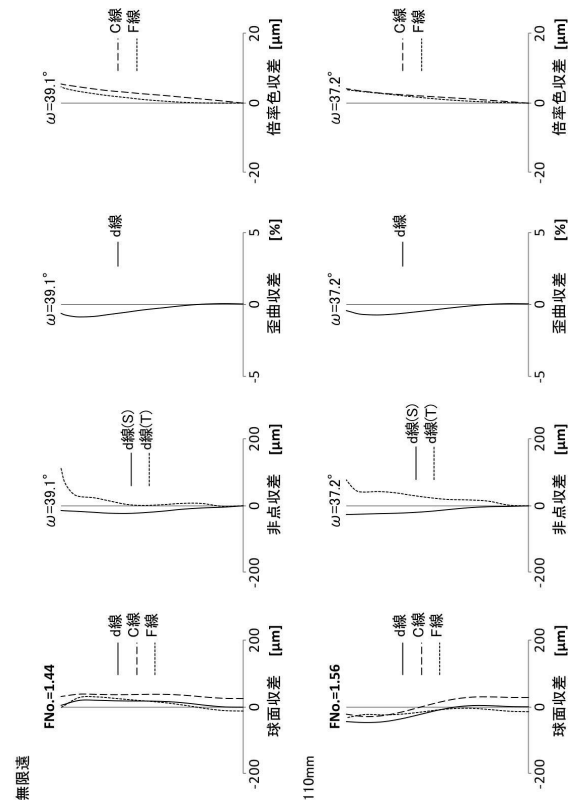 無限遠
FNo.=1.44
d線
C線
F線
-200 0 200
球面収差 [μm]
ω=39.1°
d線(S)
d線(T)
-200 0 200
非点収差 [μm]
ω=39.1°
d線
-5 0 5
歪曲収差 [%]
ω=39.1°
C線
F線
-20 0 20
倍率色収差 [μm]
110mm
FNo.=1.56
d線
C線
F線
-200 0 200
球面収差 [μm]
ω=37.2°
d線(S)
d線(T)
-200 0 200
非点収差 [μm]
ω=37.2°
d線
-5 0 5
歪曲収差 [%]
ω=37.2°
C線
F線
-20 0 20
倍率色収差 [μm]